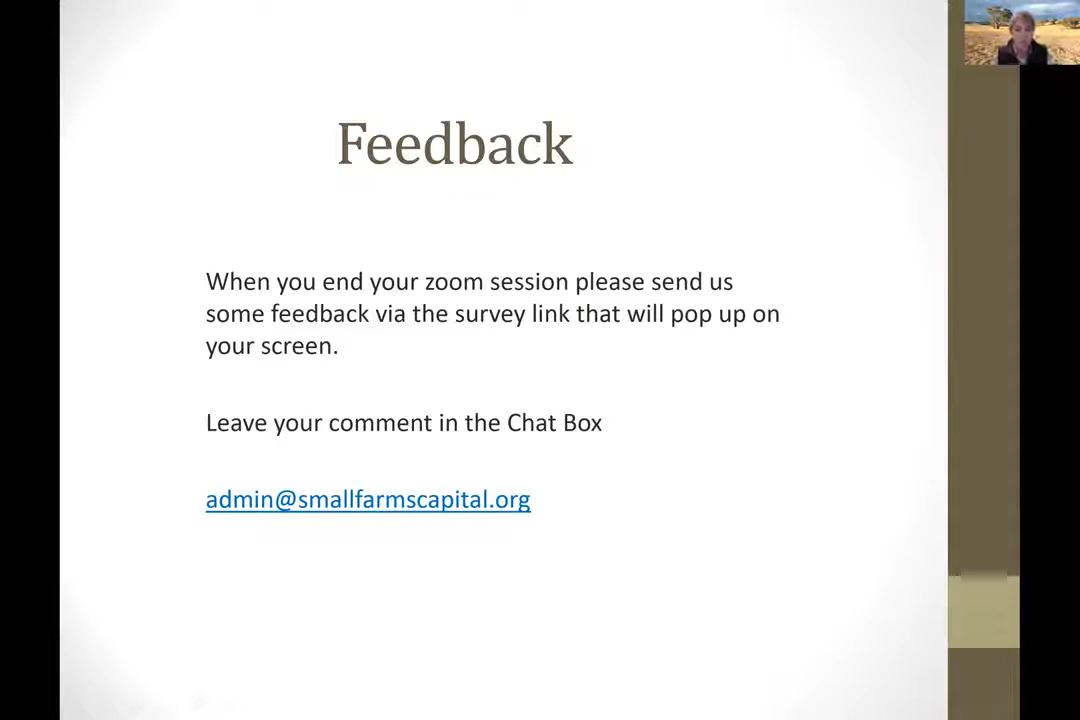 Feedback
When you end your zoom session please send us
some feedback via the survey link that will pop up on
your screen.
Leave your comment in the Chat Box
admin@smallfarmscapital.org